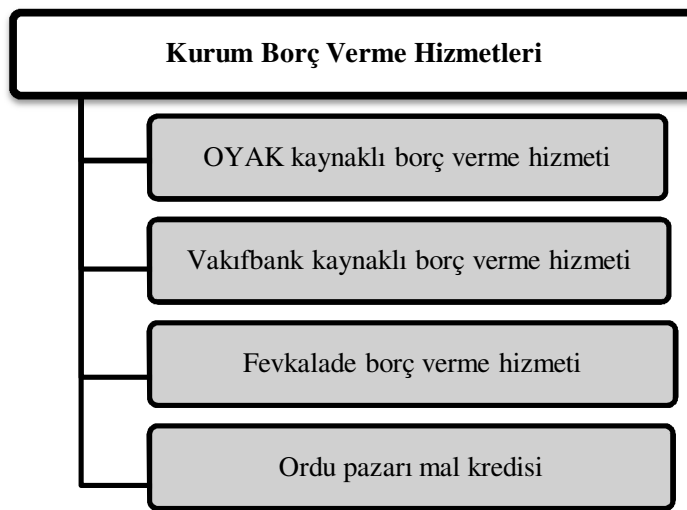 Kurum Borç Verme Hizmetleri
OYAK kaynaklı borç verme hizmeti
Vakıfbank kaynaklı borç verme hizmeti
Fevkalade borç verme hizmeti
Ordu pazarı mal kredisi